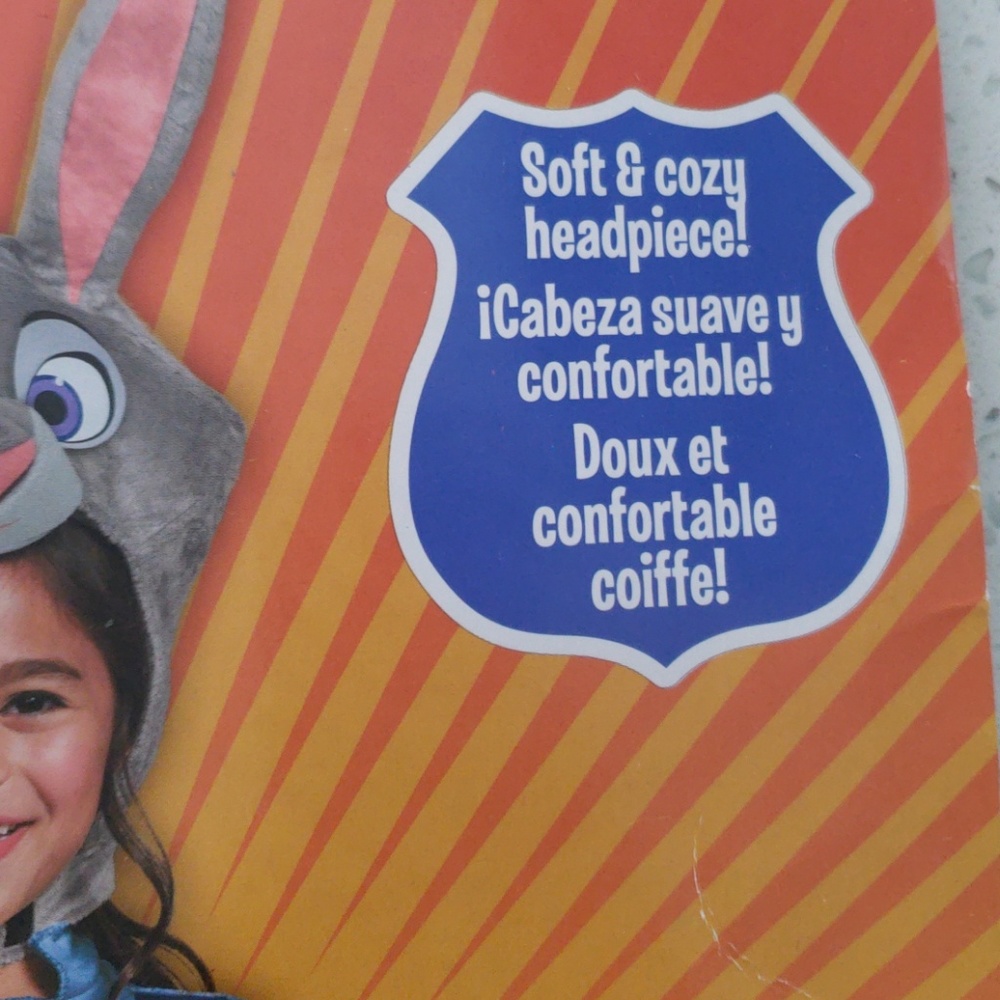 Soft & cozy
headpiece!
¡Cabeza suave y
confortable!
Doux et
confortable
coiffe!